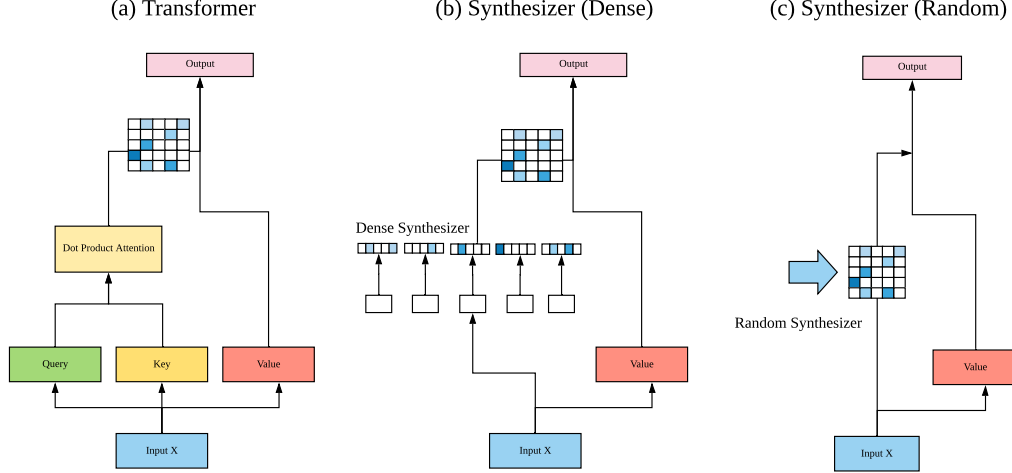 (a) Transformer
Output
Dot Product Attention
Query
Key
Value
Input X
(b) Synthesizer (Dense)
Output
Dense Synthesizer
Value
Input X
(c) Synthesizer (Random)
Output
Random Synthesizer
Value
Input X